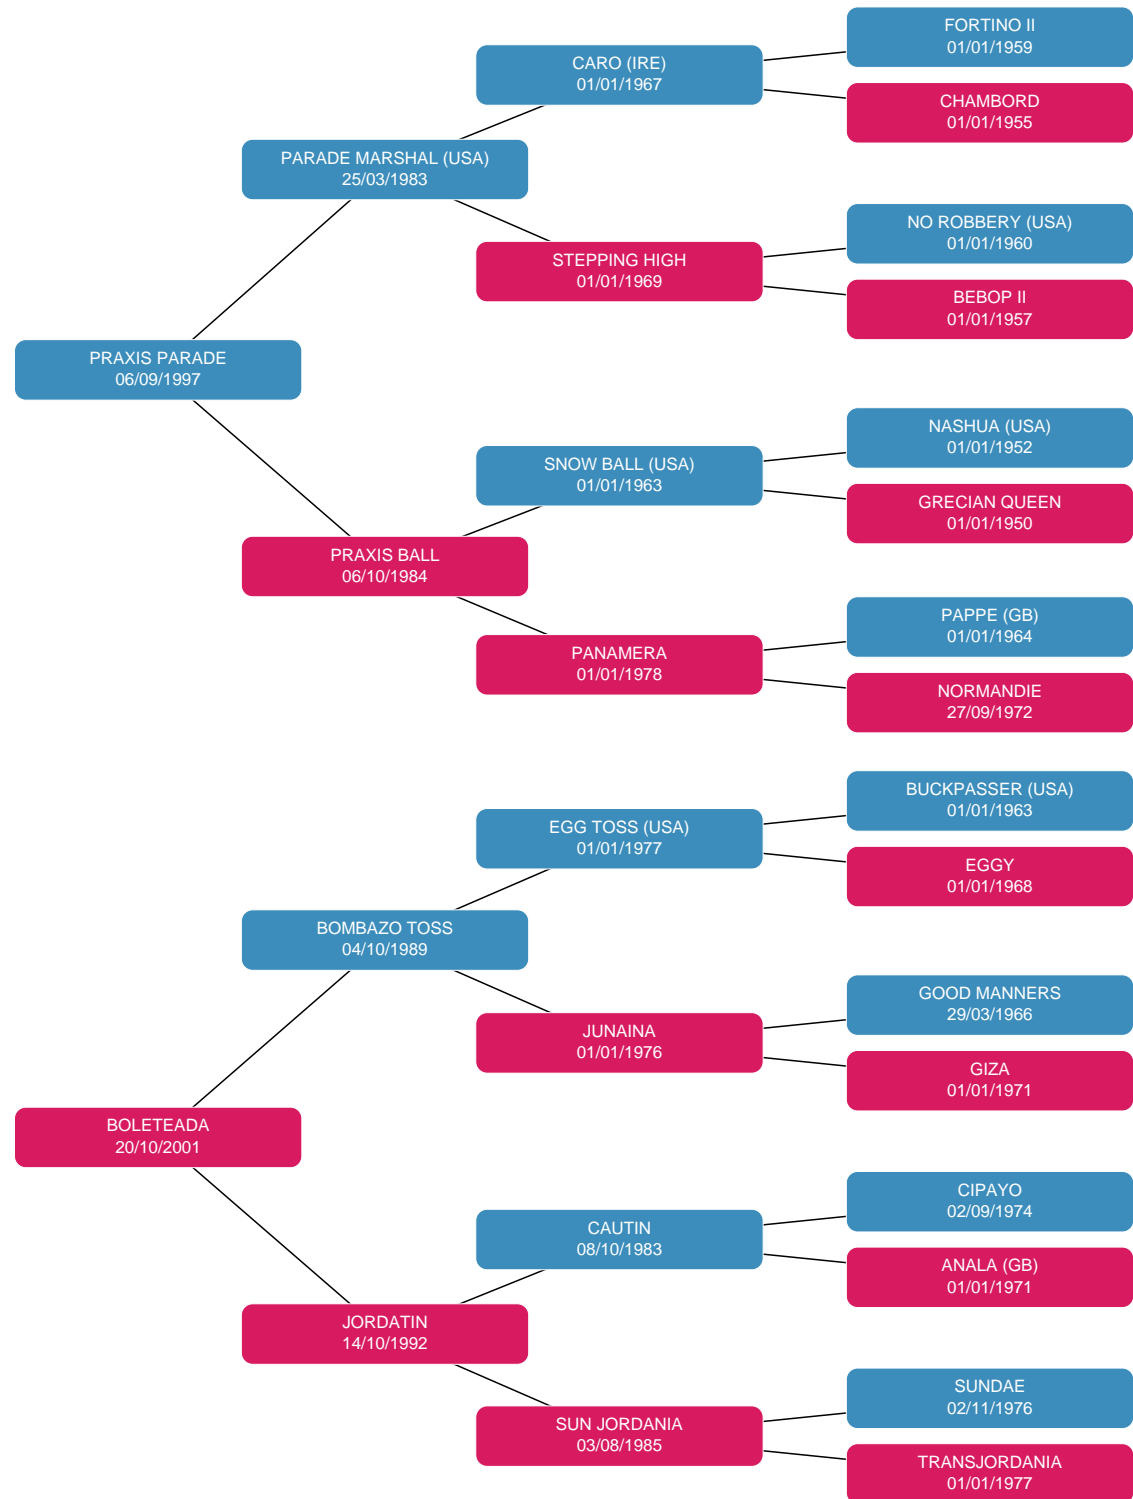 FORTINO II
01/01/1959
CARO (IRE)
01/01/1967
CHAMBORD
01/01/1955
PARADE MARSHAL (USA)
25/03/1983
NO ROBBERY (USA)
01/01/1960
STEPPING HIGH
01/01/1969
BEBOP II
01/01/1957
PRAXIS PARADE
06/09/1997
NASHUA (USA)
01/01/1952
SNOW BALL (USA)
01/01/1963
GRECIAN QUEEN
01/01/1950
PRAXIS BALL
06/10/1984
PAPPE (GB)
01/01/1964
PANAMERA
01/01/1978
NORMANDIE
27/09/1972
BUCKPASSER (USA)
01/01/1963
EGG TOSS (USA)
01/01/1977
EGGY
01/01/1968
BOMBAZO TOSS
04/10/1989
GOOD MANNERS
29/03/1966
JUNAINA
01/01/1976
GIZA
01/01/1971
BOLETEADA
20/10/2001
CIPAYO
02/09/1974
CAUTIN
08/10/1983
ANALA (GB)
01/01/1971
JORDATIN
14/10/1992
SUNDAE
02/11/1976
SUN JORDANIA
03/08/1985
TRANSJORDANIA
01/01/1977